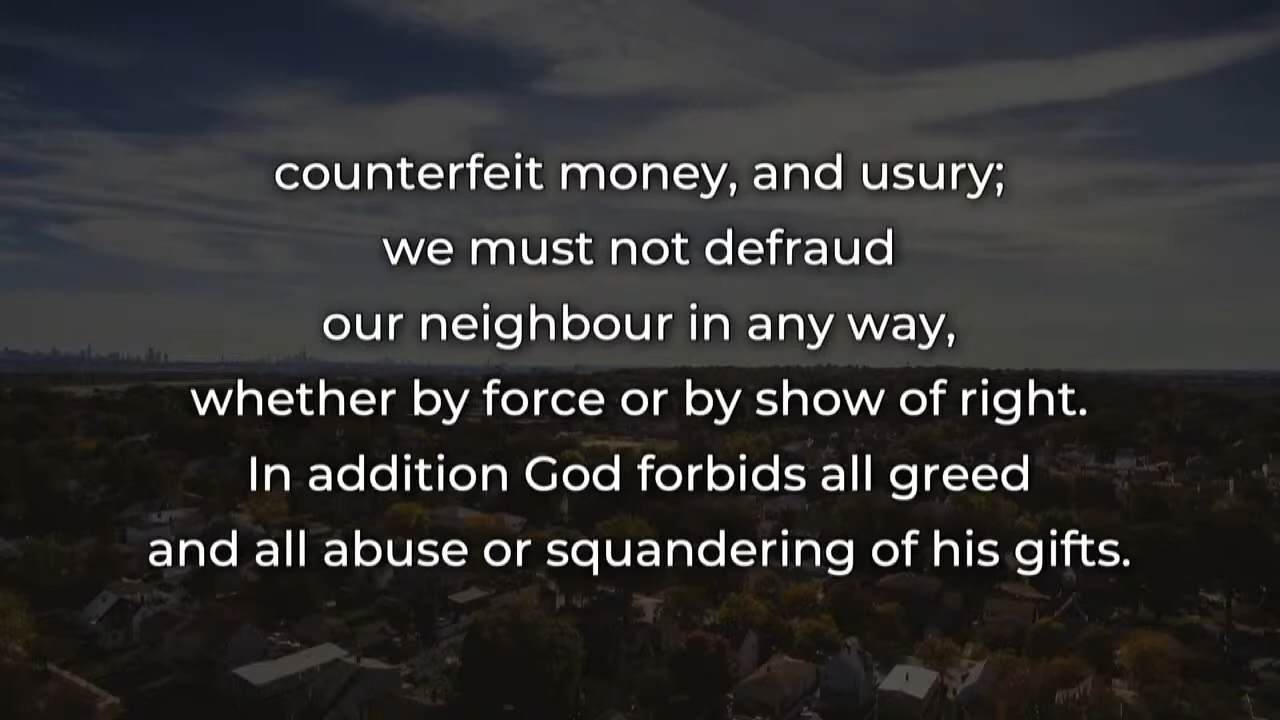 counterfeit money, and usury;
we must not defraud
our neighbour in any way,
whether by force or by show of right.
In addition God forbids all greed
and all abuse or squandering of his gifts.